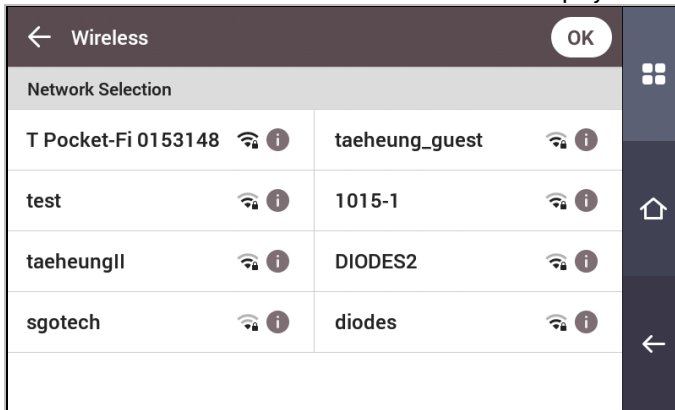 Wireless
OK
Network Selection
T Pocket-Fi 0153148
taeheung_guest
test
1015-1
taeheungII
DIODES2
sgotech
diodes